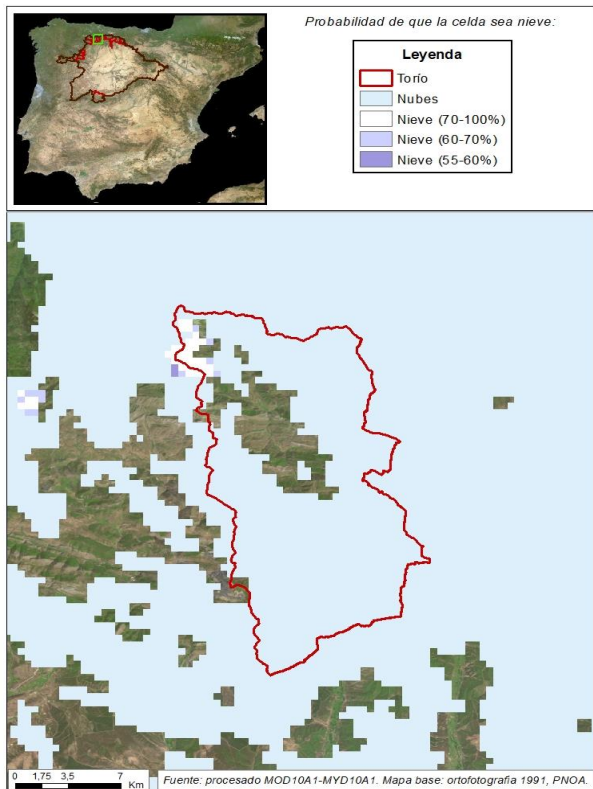 Probabilidad de que la celda sea nieve:
Leyenda
Torío
Nubes
Nieve (70-100%)
Nieve (60-70%)
Nieve (55-60%)
0 1,75 3,5 7
Km
Fuente: procesado MOD10A1-MYD10A1. Mapa base: ortofotografia 1991, PNOA.